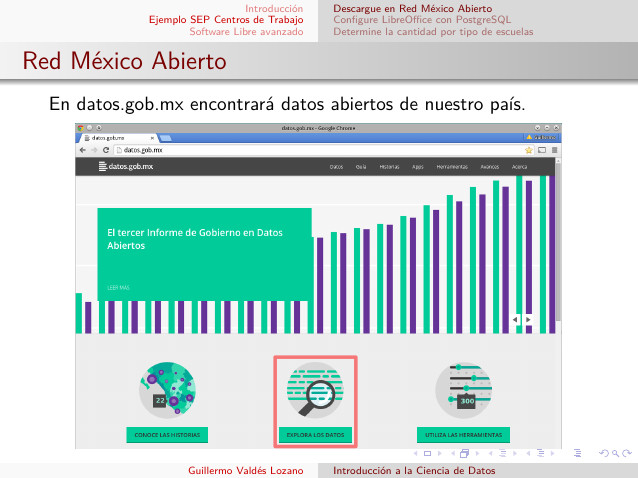 Introducción
Ejemplo SEP Centros de Trabajo
Software Libre avanzado
Descargue en Red México Abierto
Configure LibreOffice con PostgreSQL
Determine la cantidad por tipo de escuelas
Red México Abierto
En datos.gob.mx encontrará datos abiertos de nuestro país.
datos.gob.mx - Google Chrome
datos.gob.mx
datos.gob.mx
datos.gob.mx
Datos Guía Historias Apps Herramientas Avances Acerca
El tercer Informe de Gobierno en Datos
Abiertos
LEER MÁS
22
300
CONOCE LAS HISTORIAS
EXPLORA LOS DATOS
UTILIZA LAS HERRAMIENTAS
Guillermo Valdés Lozano
Introducción a la Ciencia de Datos